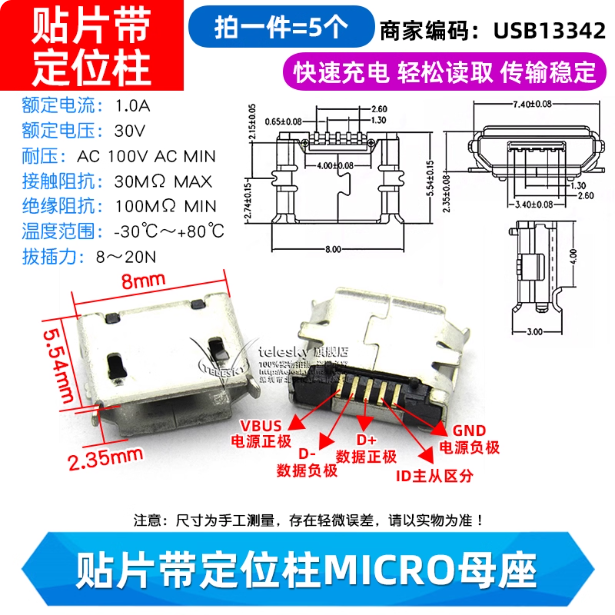 贴片带
定位柱
拍一件=5个
商家编码：USB13342
快速充电 轻松读取 传输稳定
额定电流：1.0A
额定电压：30V
耐压：AC 100V AC MIN
接触阻抗：30MΩ MAX
绝缘阻抗：100MΩ MIN
温度范围：-30℃～+80℃
拔插力：8～20N
2.60
0.65±0.08
1.30
2.15±0.05
4.00±0.08
5.54±0.15
2.74±0.15
8.00
7.40±0.08
2.35±0.08
1.30
2.60
3.40±0.08
4.00
3.00
8mm
5.54mm
2.35mm
TELESKY
telesky 旗舰店
VBUS
电源正极
D-
数据负极
D+
数据正极
GND
电源负极
ID主从区分
注意：尺寸为手工测量，存在轻微误差，请以实物为准！
贴片带定位柱MICRO母座